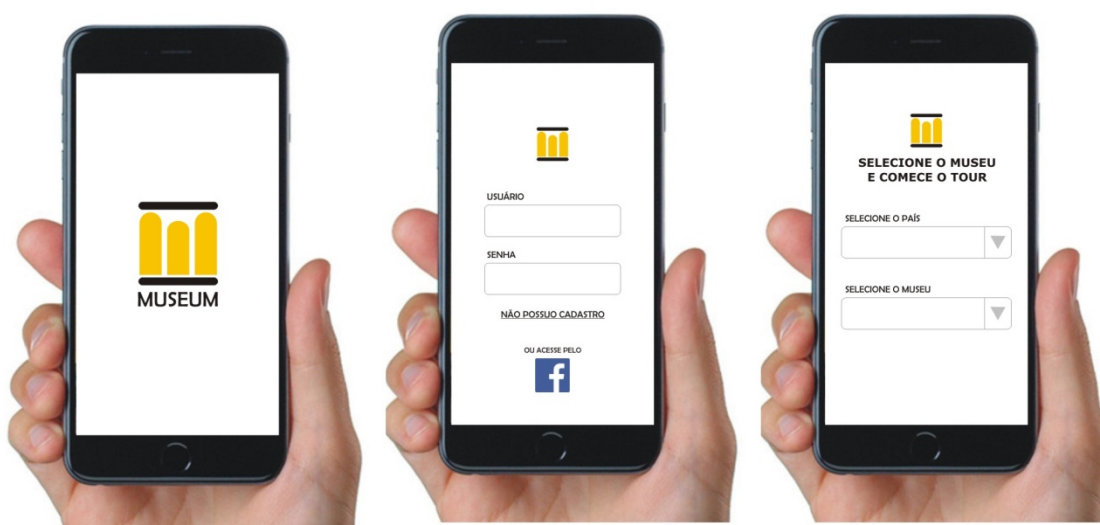 MUSEUM
USUÁRIO
SENHA
NÃO POSSUO CADASTRO
OU ACESSE PELO
f
SELECIONE O MUSEU
E COMECE O TOUR
SELECIONE O PAÍS
SELECIONE O MUSEU